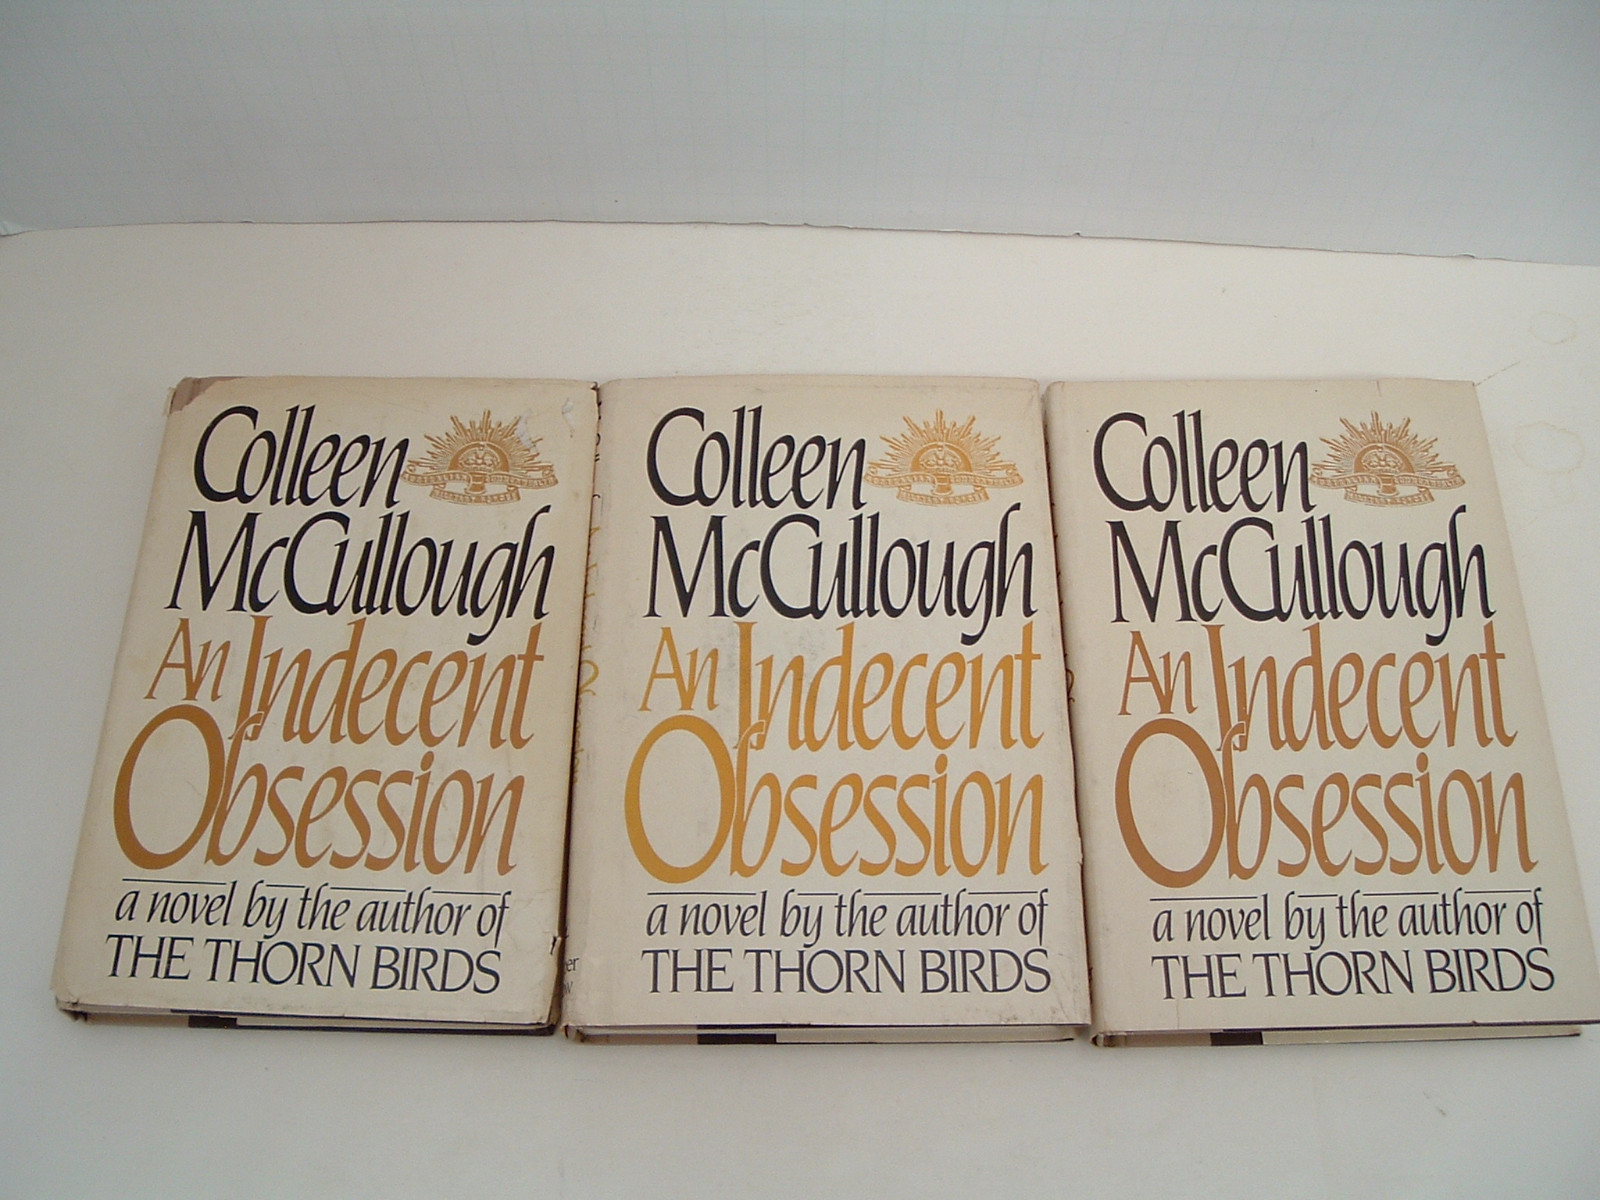 Colleen
McCullough
An Indecent
Obsession
a novel by the author of
THE THORN BIRDS
Colleen
McCullough
An Indecent
Obsession
a novel by the author of
THE THORN BIRDS
Colleen
McCullough
An Indecent
Obsession
a novel by the author of
THE THORN BIRDS